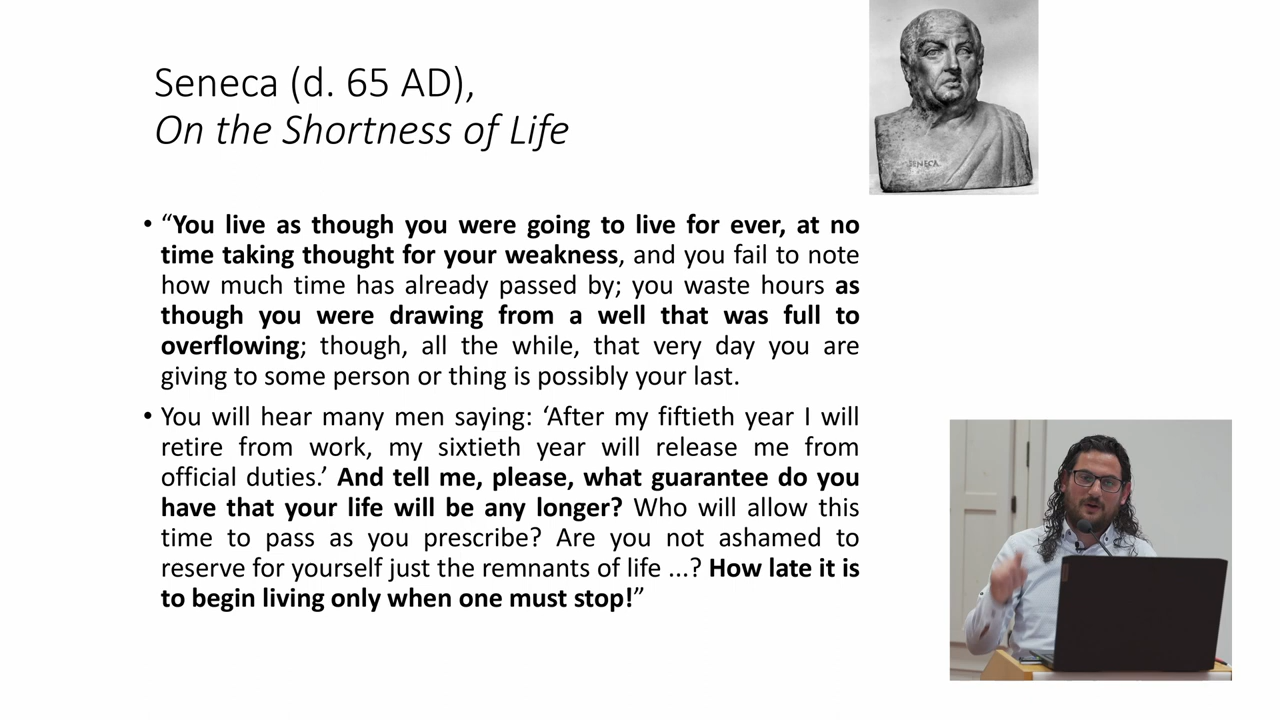 Seneca (d. 65 AD),
On the Shortness of Life
SENECA
• “You live as though you were going to live for ever, at no
time taking thought for your weakness, and you fail to note
how much time has already passed by; you waste hours as
though you were drawing from a well that was full to
overflowing; though, all the while, that very day you are
giving to some person or thing is possibly your last.
• You will hear many men saying: ‘After my fiftieth year I will
retire from work, my sixtieth year will release me from
official duties.’ And tell me, please, what guarantee do you
have that your life will be any longer? Who will allow this
time to pass as you prescribe? Are you not ashamed to
reserve for yourself just the remnants of life ...? How late it is
to begin living only when one must stop!”